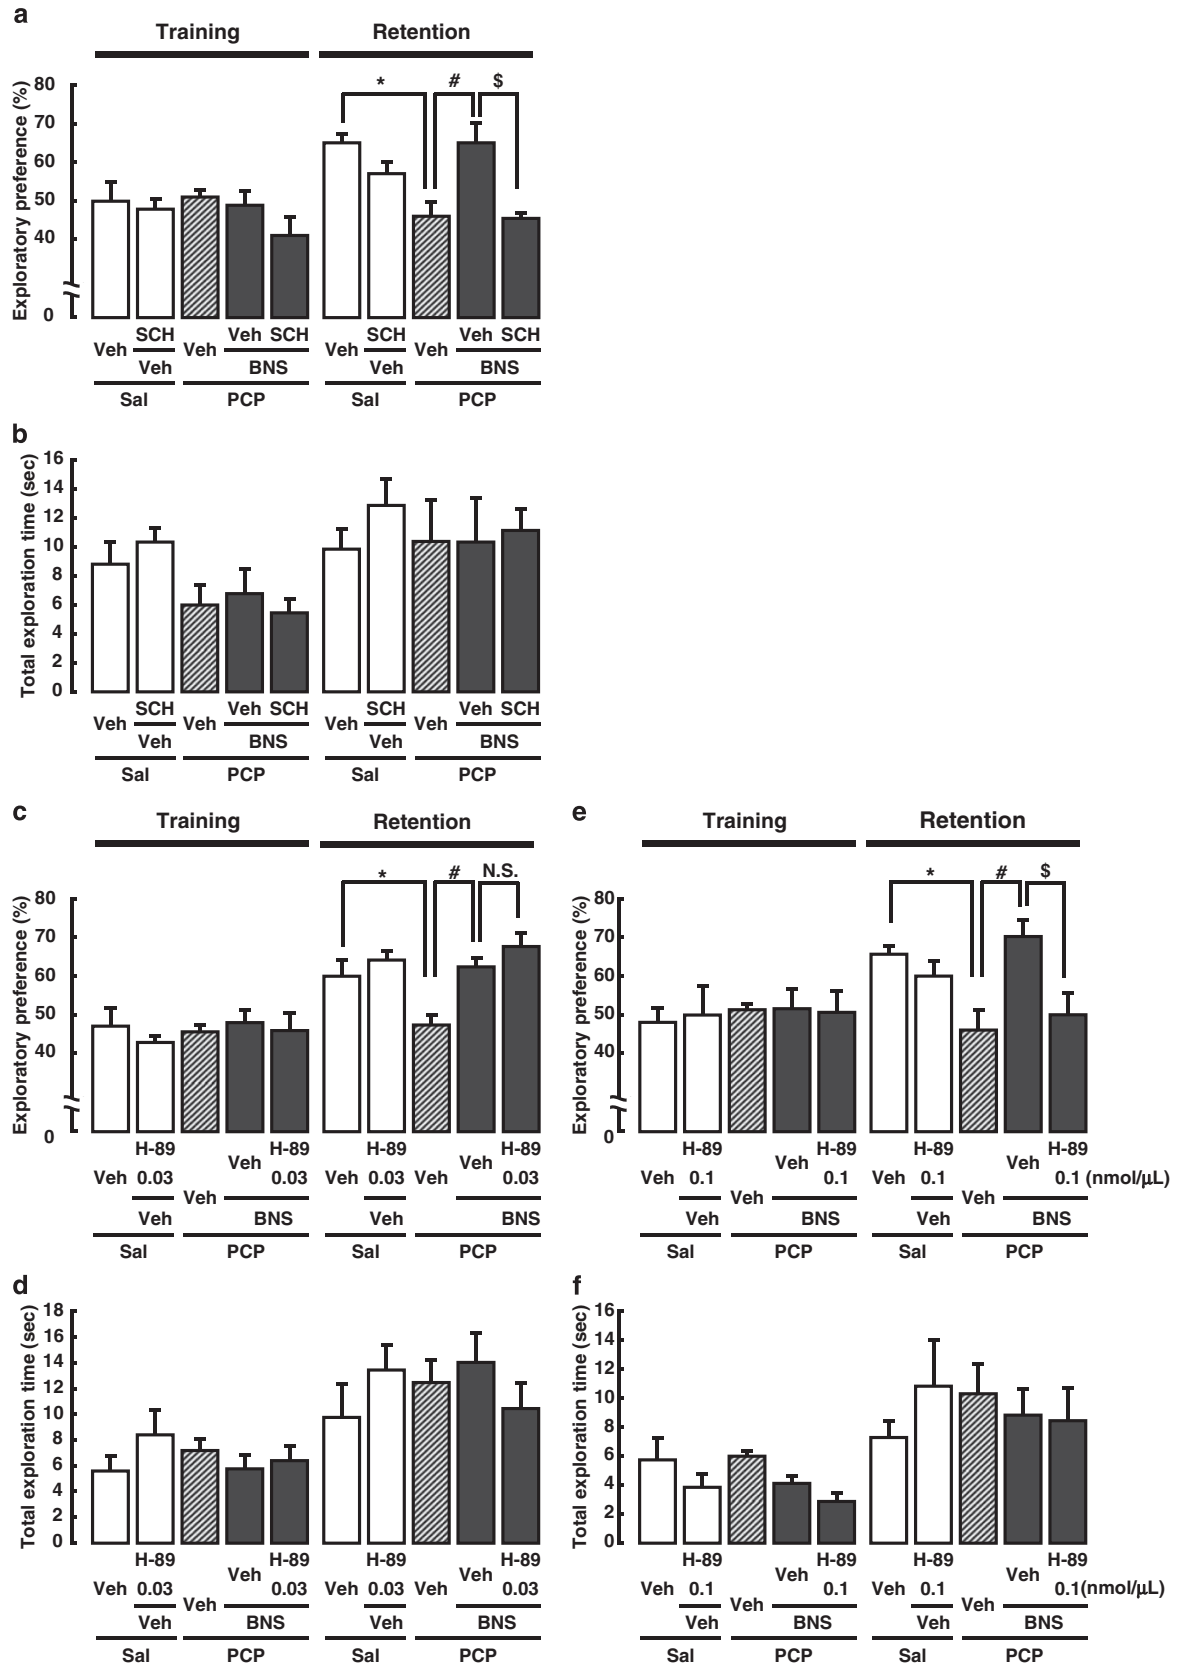 a
Training Retention
Exploratory preference (%)
80
70
60
50
40
0
* # $
SCH Veh SCH SCH Veh SCH
Veh Veh Veh Veh
Veh BNS Veh BNS
Sal PCP Sal PCP
b
Total exploration time (sec)
16
14
12
10
8
6
4
2
0
SCH Veh SCH SCH Veh SCH
Veh Veh Veh Veh
Veh BNS Veh BNS
Sal PCP Sal PCP
c
Training Retention
Exploratory preference (%)
80
70
60
50
40
0
* # N.S.
H-89 H-89 H-89 H-89
Veh Veh
Veh 0.03 0.03 Veh 0.03 0.03
Veh Veh
Veh BNS Veh BNS
Sal PCP Sal PCP
e
Training Retention
Exploratory preference (%)
80
70
60
50
40
0
* # $
H-89 H-89 H-89 H-89
Veh Veh
Veh 0.1 0.1 Veh 0.1 0.1 (nmol/µL)
Veh Veh
Veh BNS Veh BNS
Sal PCP Sal PCP
d
Total exploration time (sec)
18
16
14
12
10
8
6
4
2
0
H-89 H-89 H-89 H-89
Veh Veh
Veh 0.03 0.03 Veh 0.03 Veh 0.03
Veh
Veh BNS Veh BNS
Sal PCP Sal PCP
f
Total exploration time (sec)
16
14
12
10
8
6
4
2
0
H-89 H-89 H-89 H-89
Veh Veh
Veh 0.1 0.1 Veh 0.1 0.1 (nmol/µL)
Veh Veh
Veh BNS Veh BNS
Sal PCP Sal PCP